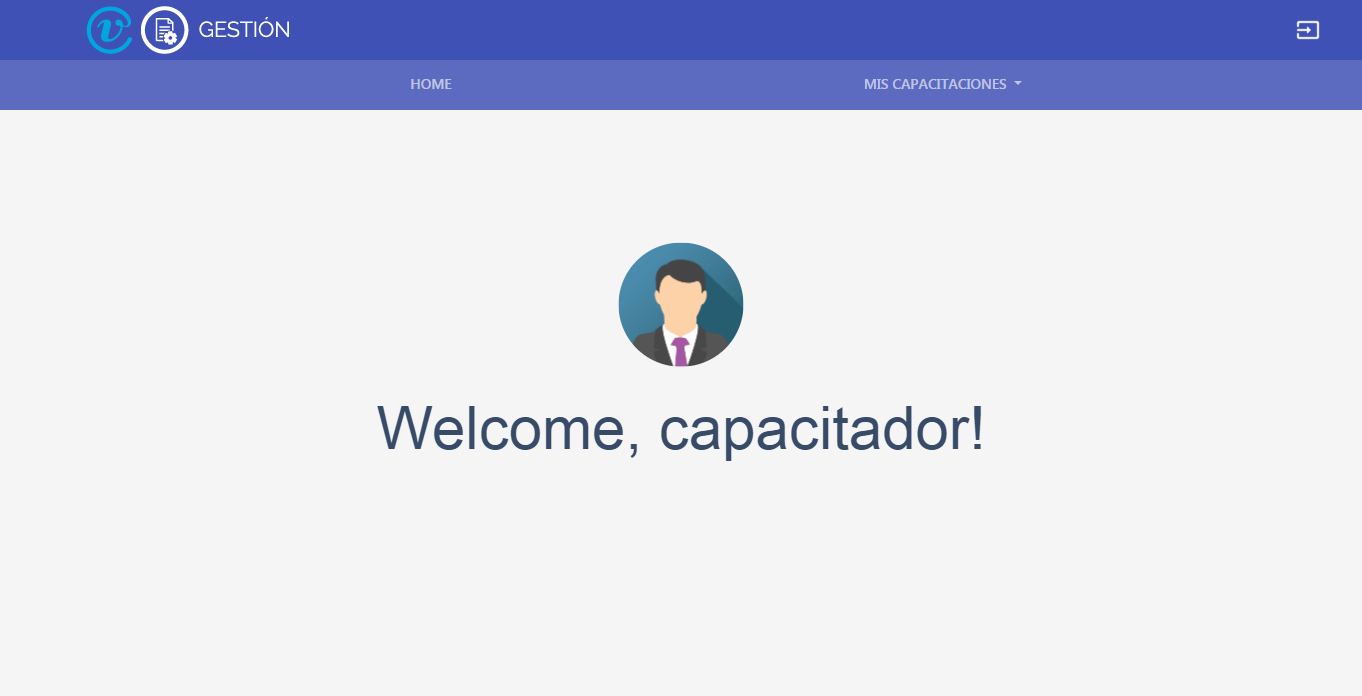 GESTIÓN
HOME
MIS CAPACITACIONES
Welcome, capacitador!